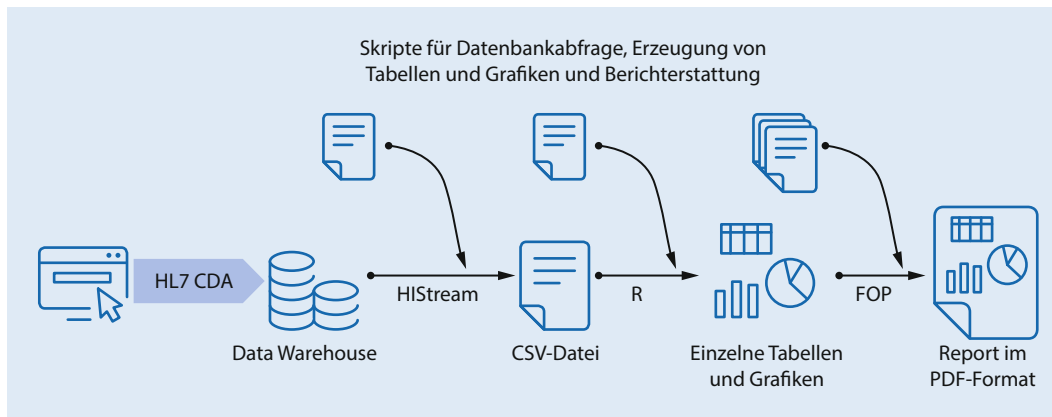 Skripte für Datenbankabfrage, Erzeugung von
Tabellen und Grafiken und Berichterstattung
HL7 CDA
HIStream
R
FOP
Data Warehouse
CSV-Datei
Einzelne Tabellen
und Grafiken
Report im
PDF-Format